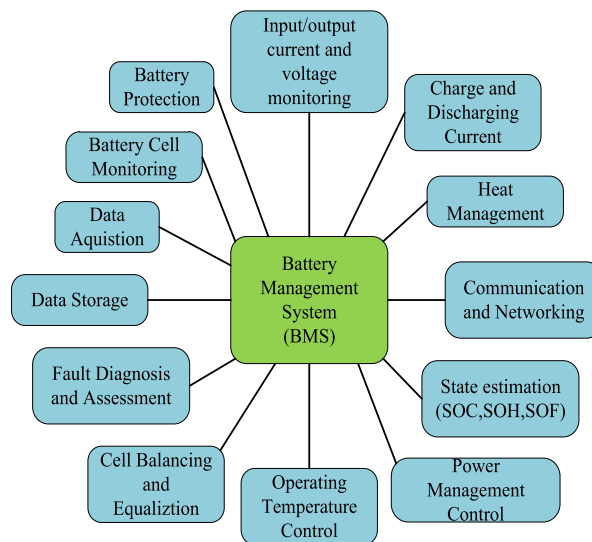 Input/output
current and
voltage
monitoring
Battery
Protection
Charge and
Discharging
Current
Battery Cell
Monitoring
Heat
Management
Data
Aquistion
Battery
Management
System
(BMS)
Data Storage
Communication
and Networking
Fault Diagnosis
and Assessment
State estimation
(SOC,SOH,SOF)
Cell Balancing
and
Equaliztion
Operating
Temperature
Control
Power
Management
Control